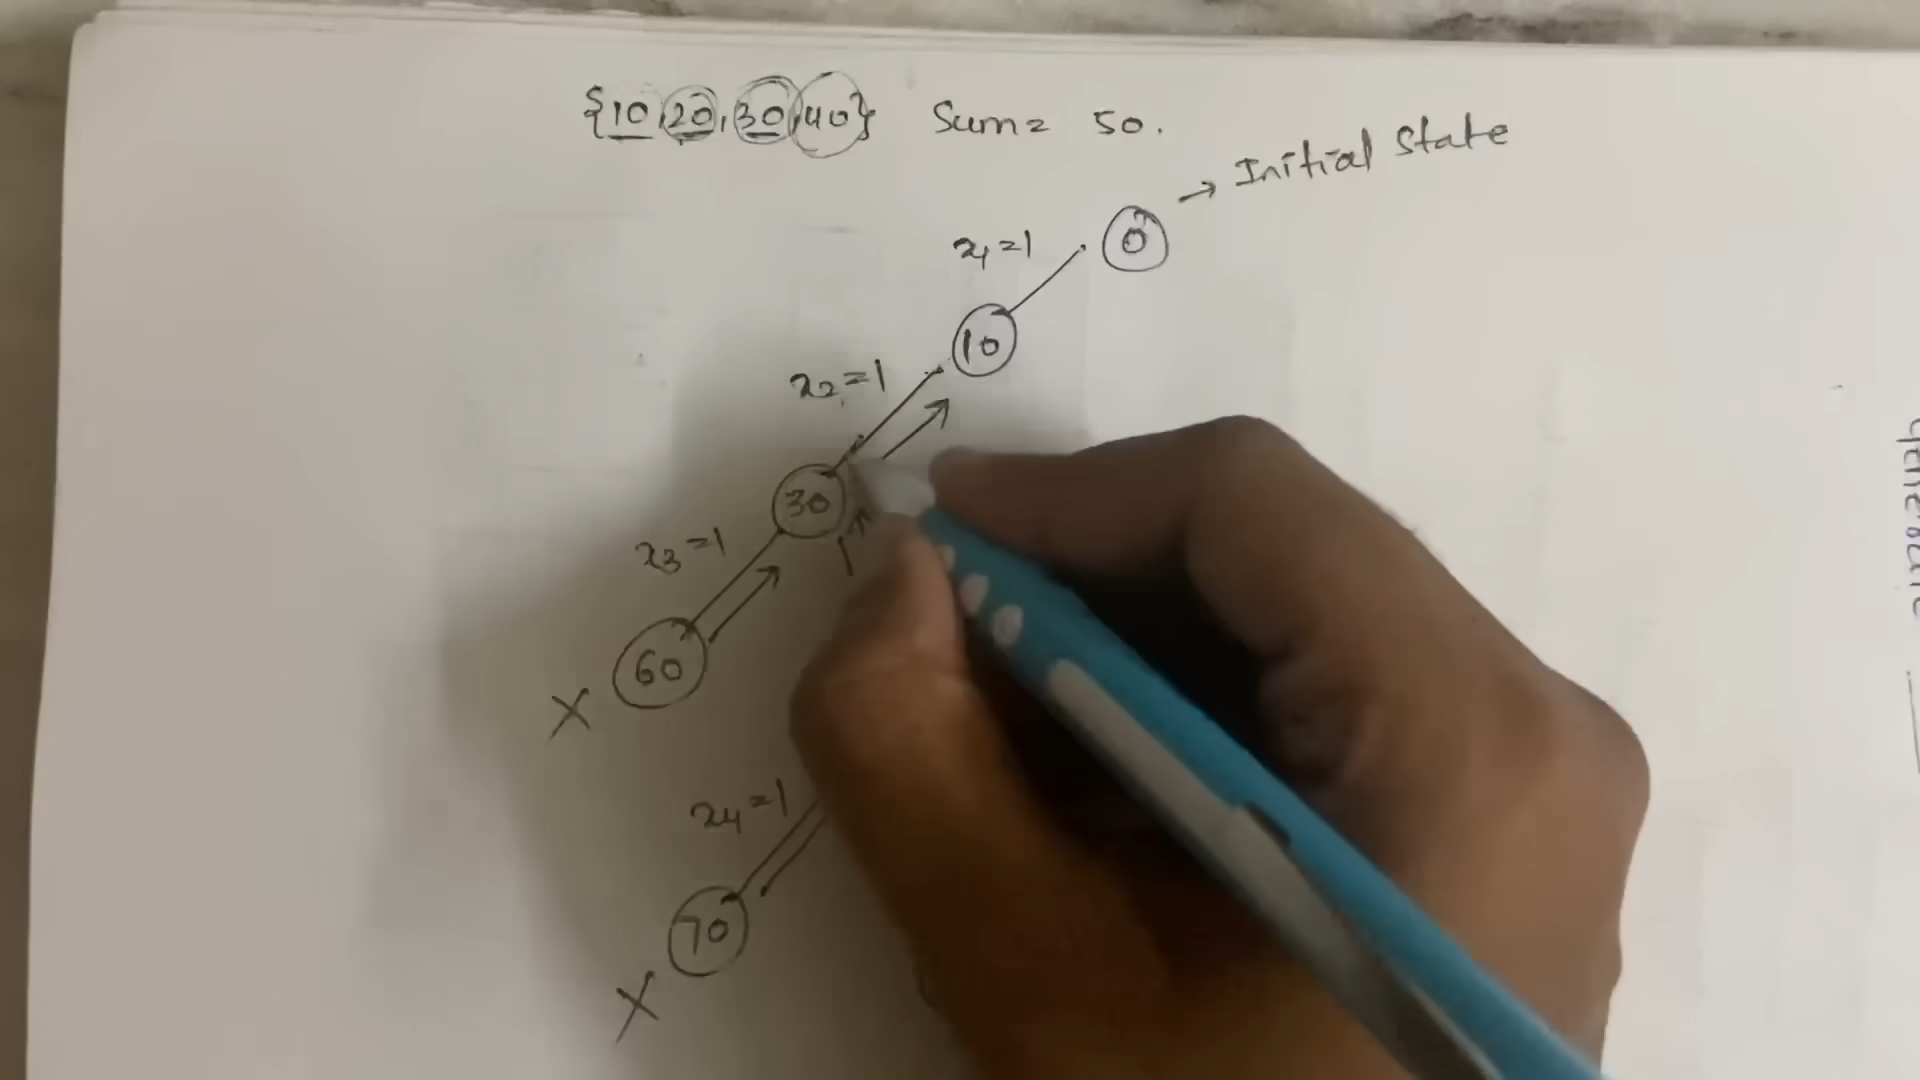 {10,20,30,40} Sum= 50.
→ Initial State
0
x1=1
10
x2=1
30
x3=1
60
X
x4=1
70
X